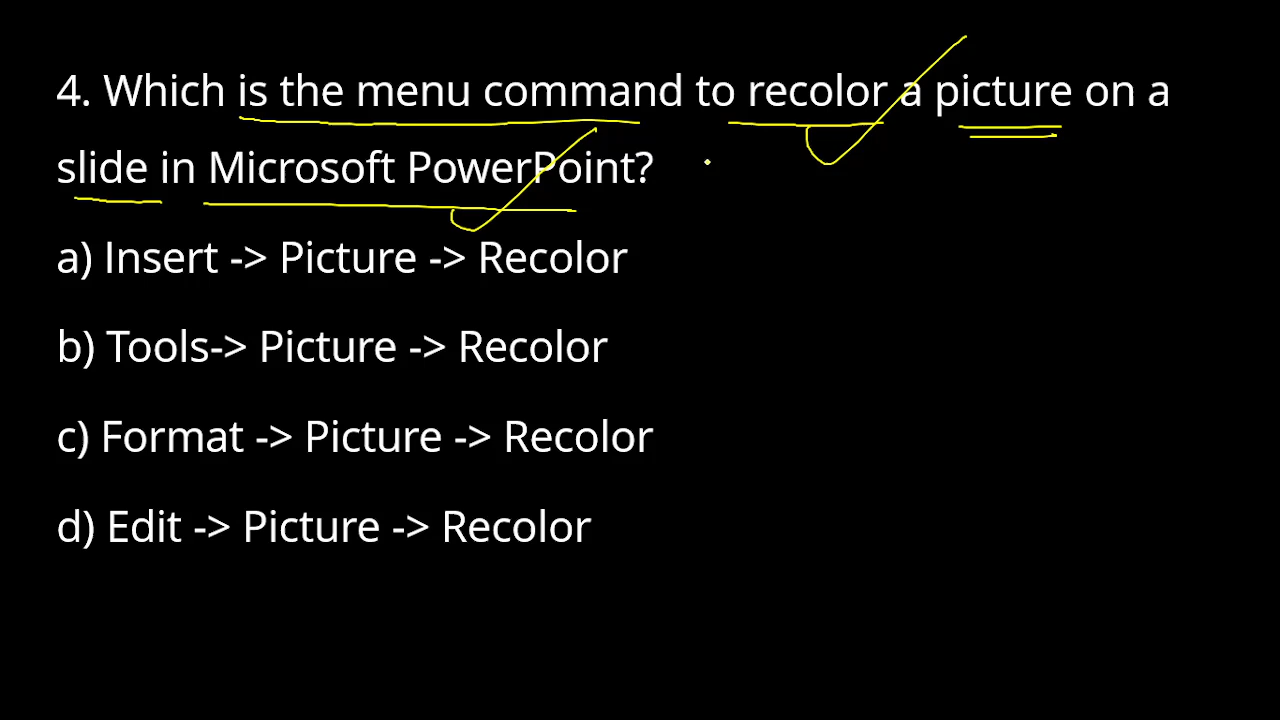 4. Which is the menu command to recolor a picture on a
slide in Microsoft PowerPoint?
a) Insert -> Picture -> Recolor
b) Tools-> Picture -> Recolor
c) Format -> Picture -> Recolor
d) Edit -> Picture -> Recolor